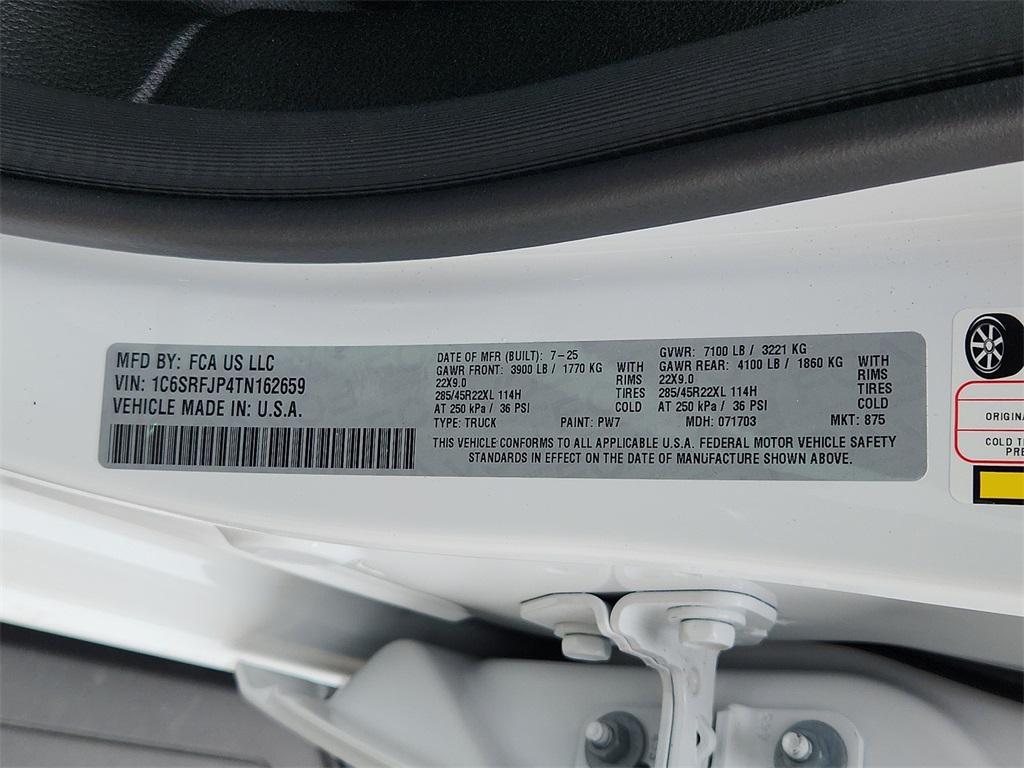 MFD BY: FCA US LLC
VIN: 1C6SRFJP4TN162659
VEHICLE MADE IN: U.S.A.
DATE OF MFR (BUILT): 7-25
GAWR FRONT: 3900 LB / 1770 KG WITH
22X9.0 RIMS
285/45R22XL 114H TIRES
AT 250 kPa / 36 PSI COLD
TYPE: TRUCK PAINT: PW7
GVWR: 7100 LB / 3221 KG
GAWR REAR: 4100 LB / 1860 KG WITH
22X9.0 RIMS
285/45R22XL 114H TIRES
AT 250 kPa / 36 PSI COLD
MDH: 071703 MKT: 875
THIS VEHICLE CONFORMS TO ALL APPLICABLE U.S.A. FEDERAL MOTOR VEHICLE SAFETY
STANDARDS IN EFFECT ON THE DATE OF MANUFACTURE SHOWN ABOVE.
ORIGINA
COLD TI
PRE